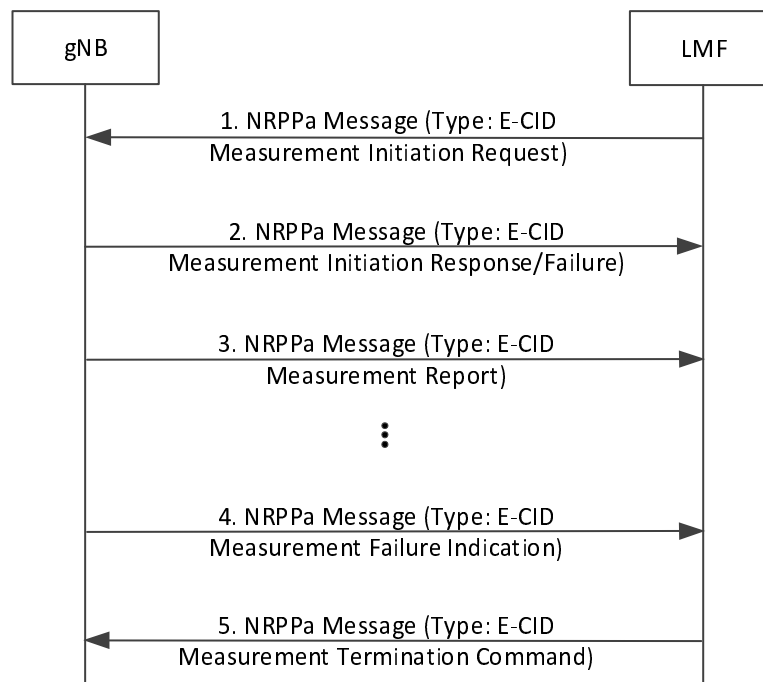 gNB
LMF
1. NRPPa Message (Type: E-CID
Measurement Initiation Request)
2. NRPPa Message (Type: E-CID
Measurement Initiation Response/Failure)
3. NRPPa Message (Type: E-CID
Measurement Report)
4. NRPPa Message (Type: E-CID
Measurement Failure Indication)
5. NRPPa Message (Type: E-CID
Measurement Termination Command)